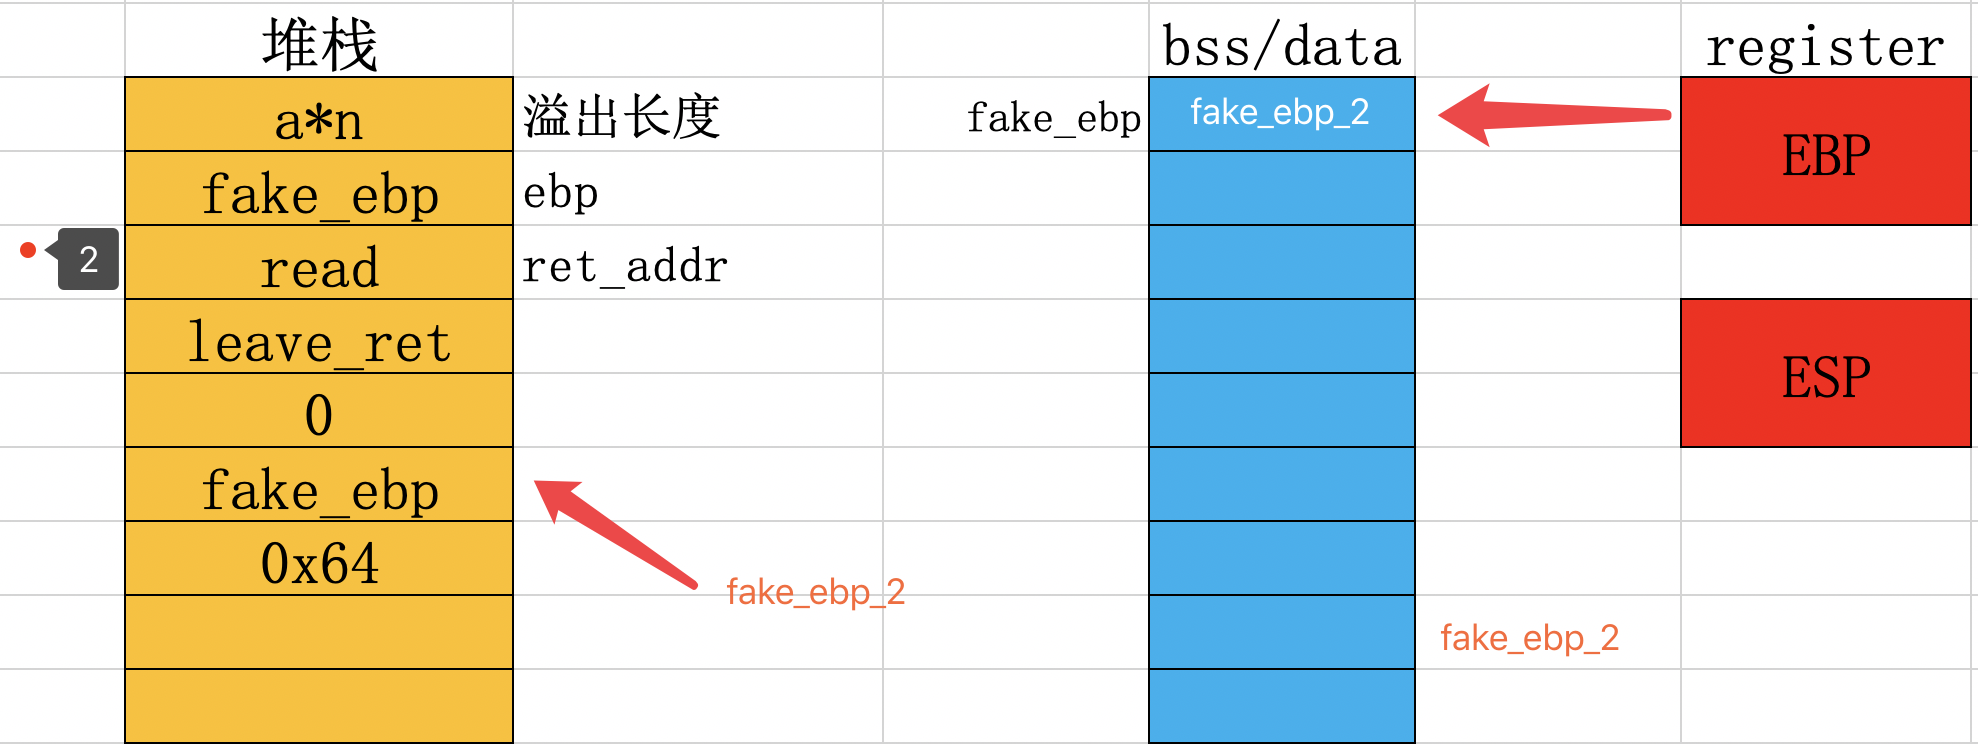 堆栈 bss/data register
a*n 溢出长度 fake_ebp fake_ebp_2 EBP
fake_ebp ebp
2 read ret_addr
leave_ret ESP
0
fake_ebp
0x64 fake_ebp_2
fake_ebp_2